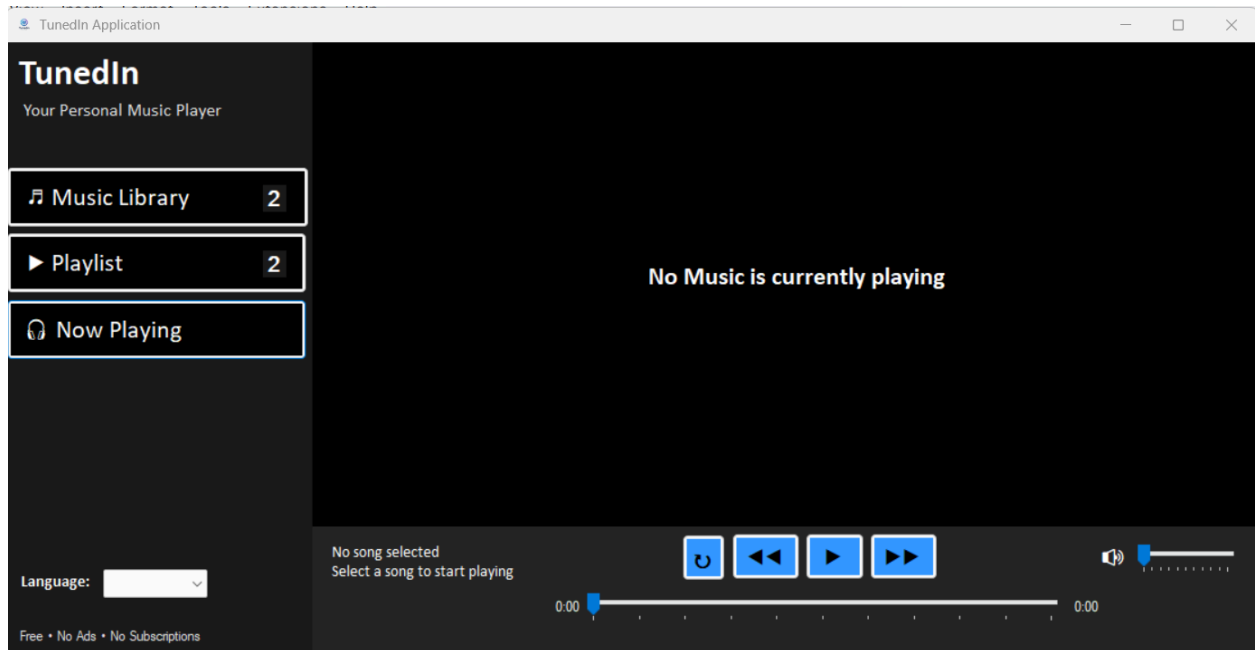 TunedIn Application
TunedIn
Your Personal Music Player
♬ Music Library 2
▶ Playlist 2
🎧 Now Playing
No Music is currently playing
No song selected
Select a song to start playing
0:00 0:00
Language:
Free • No Ads • No Subscriptions